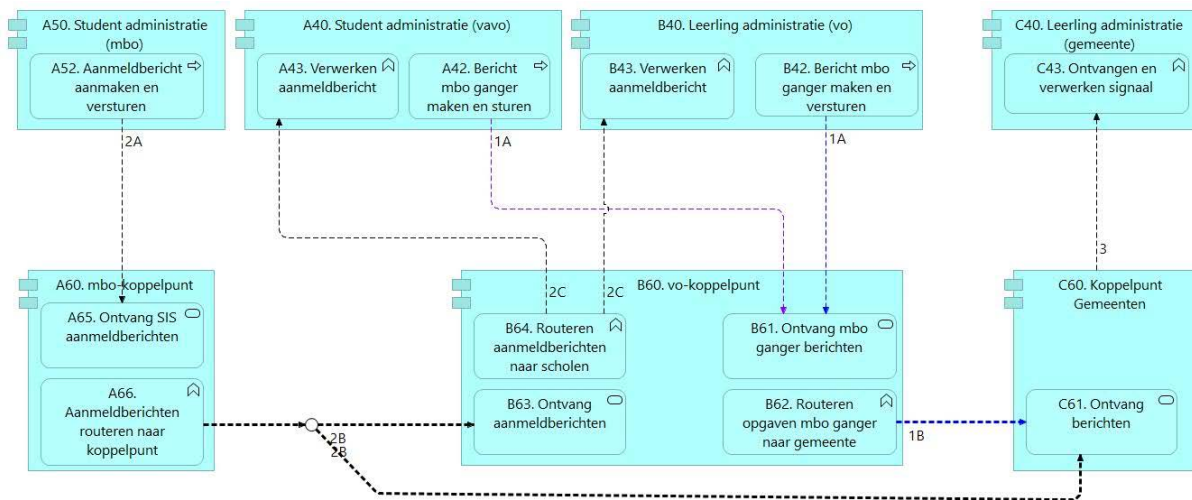 A50. Student administratie
(mbo)
A52. Aanmeldbericht
aanmaken en
versturen
A40. Student administratie (vavo)
A43. Verwerken
aanmeldbericht
A42. Bericht
mbo ganger
maken en sturen
B40. Leerling administratie (vo)
B43. Verwerken
aanmeldbericht
B42. Bericht mbo
ganger maken en
versturen
C40. Leerling administratie
(gemeente)
C43. Ontvangen en
verwerken signaal
2A
1A
1A
3
A60. mbo-koppelpunt
A65. Ontvang SIS
aanmeldberichten
A66.
Aanmeldberichten
routeren naar
koppelpunt
2B
2B
B60. vo-koppelpunt
2C
2C
B64. Routeren
aanmeldberichten
naar scholen
B61. Ontvang mbo
ganger berichten
B63. Ontvang
aanmeldberichten
B62. Routeren
opgaven mbo ganger
naar gemeente
1B
C60. Koppelpunt
Gemeenten
C61. Ontvang
berichten